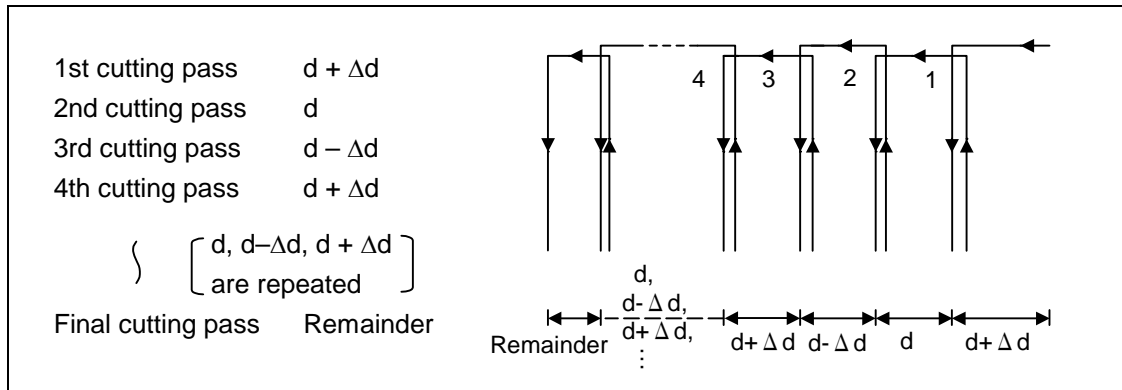 1st cutting pass d + Δd
2nd cutting pass d
3rd cutting pass d – Δd
4th cutting pass d + Δd
d, d–Δd, d + Δd
are repeated
Final cutting pass Remainder
4 3 2 1
d,
d- Δ d,
d+ Δ d,
⋮
Remainder d+ Δ d d- Δ d d d+ Δ d